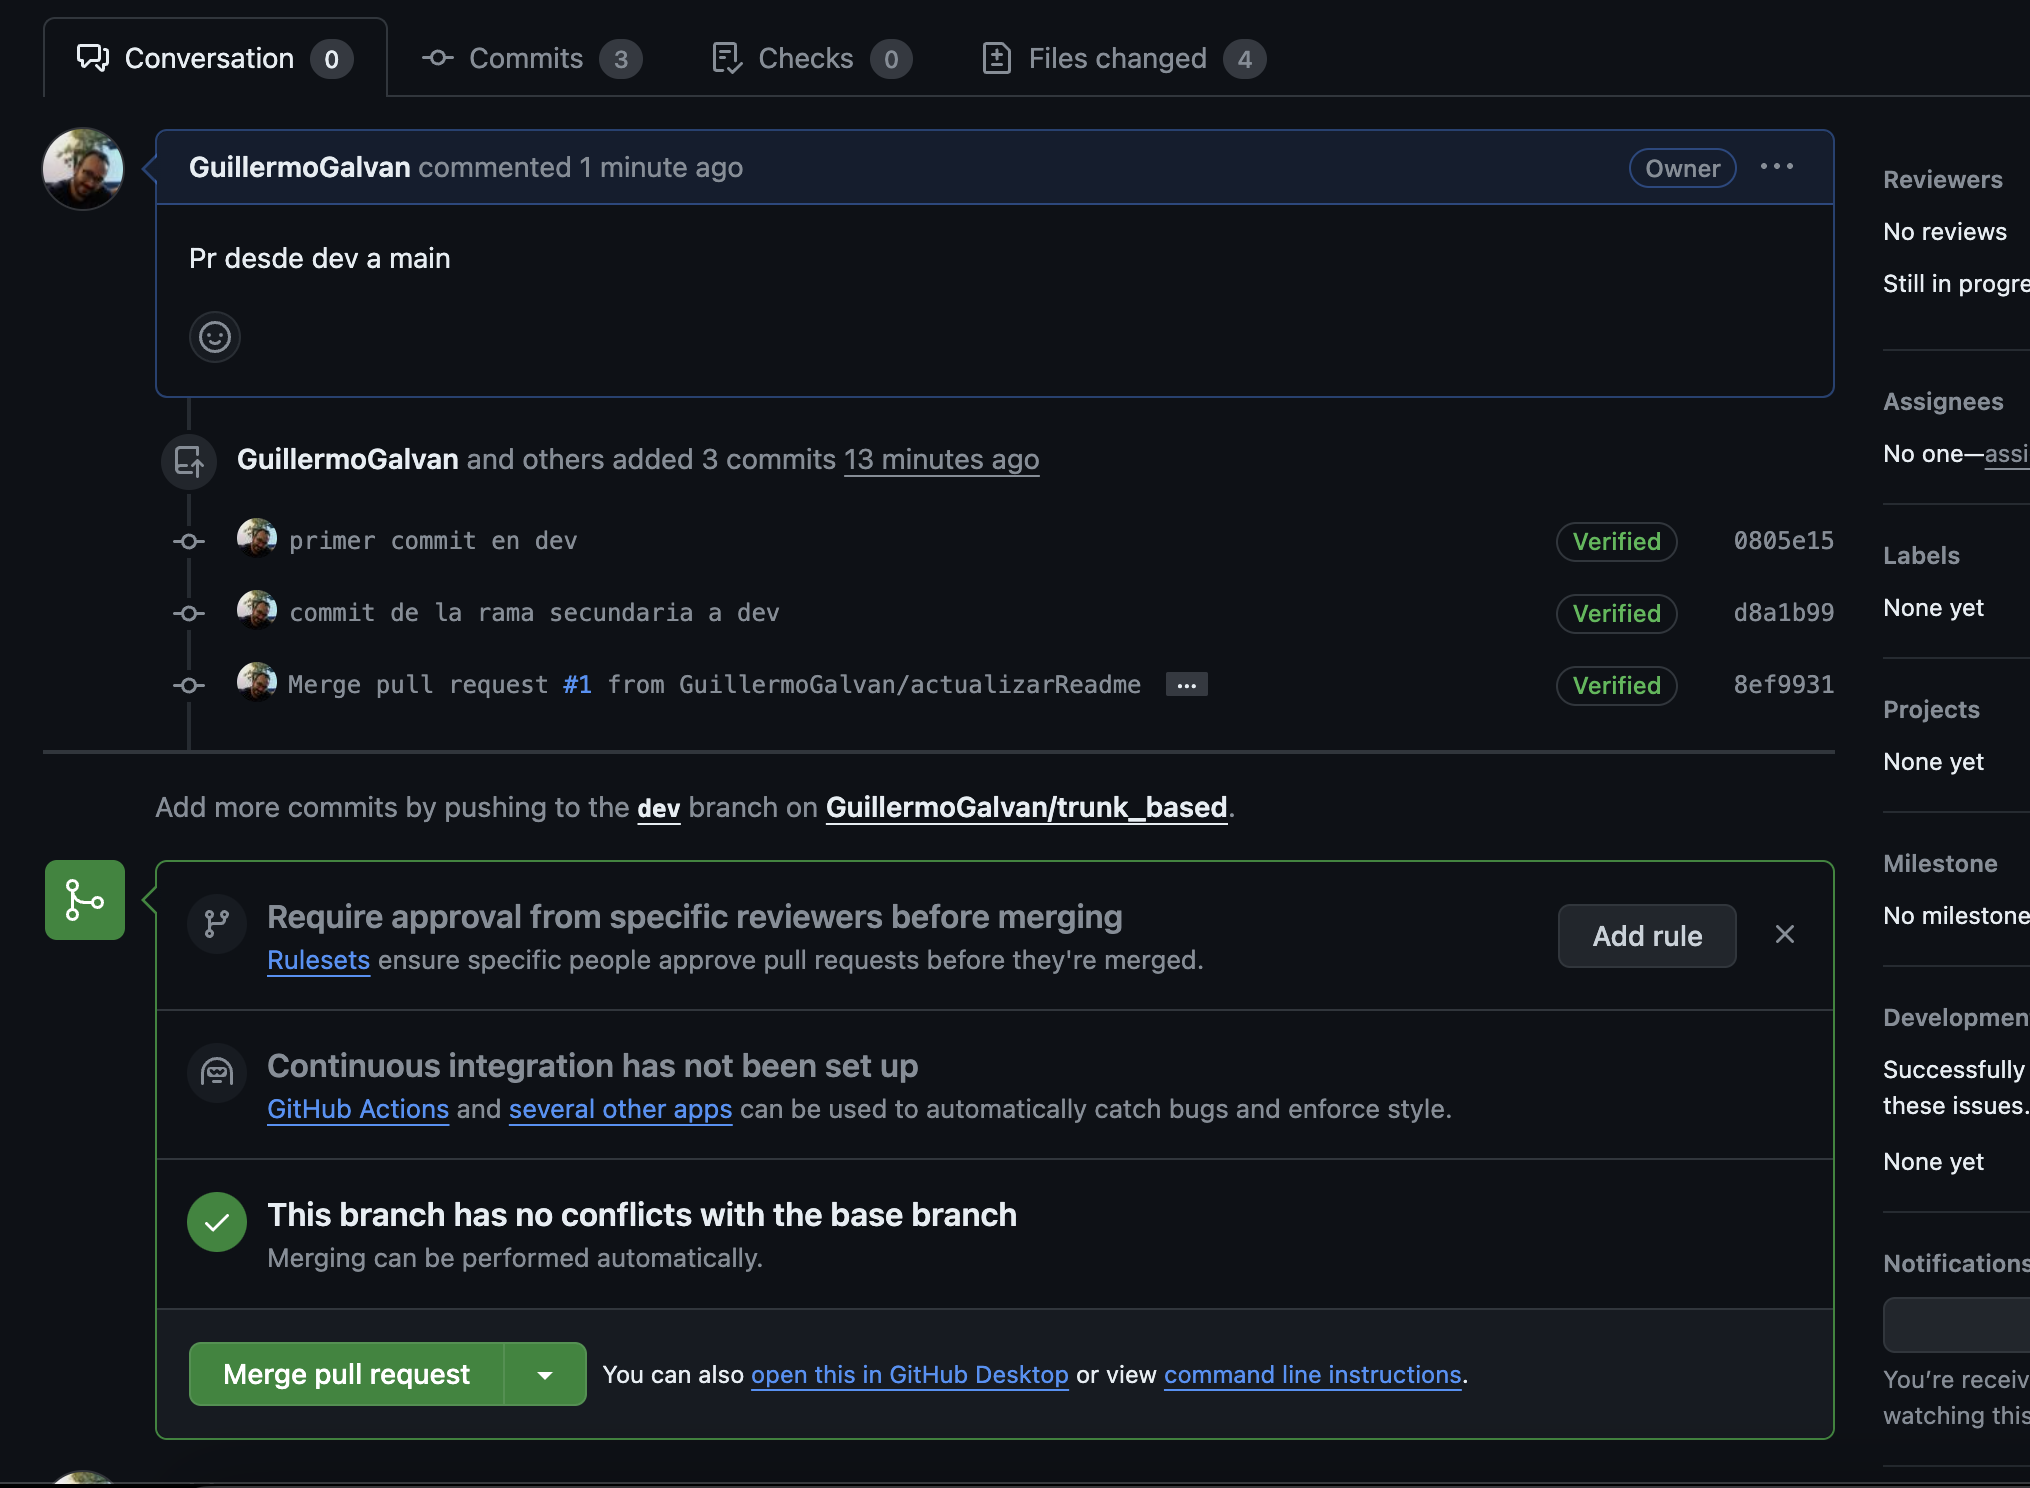 Conversation 0 Commits 3 Checks 0 Files changed 4
GuillermoGalvan commented 1 minute ago Owner ...
Pr desde dev a main
GuillermoGalvan and others added 3 commits 13 minutes ago
primer commit en dev Verified 0805e15
commit de la rama secundaria a dev Verified d8a1b99
Merge pull request #1 from GuillermoGalvan/actualizarReadme ... Verified 8ef9931
Add more commits by pushing to the dev branch on GuillermoGalvan/trunk_based.
Require approval from specific reviewers before merging
Rulesets ensure specific people approve pull requests before they're merged.
Add rule
Continuous integration has not been set up
GitHub Actions and several other apps can be used to automatically catch bugs and enforce style.
This branch has no conflicts with the base branch
Merging can be performed automatically.
Merge pull request You can also open this in GitHub Desktop or view command line instructions.
Reviewers
No reviews
Still in progre
Assignees
No one—assi
Labels
None yet
Projects
None yet
Milestone
No milestone
Developmen
Successfully
these issues.
None yet
Notifications
You’re receiv
watching this